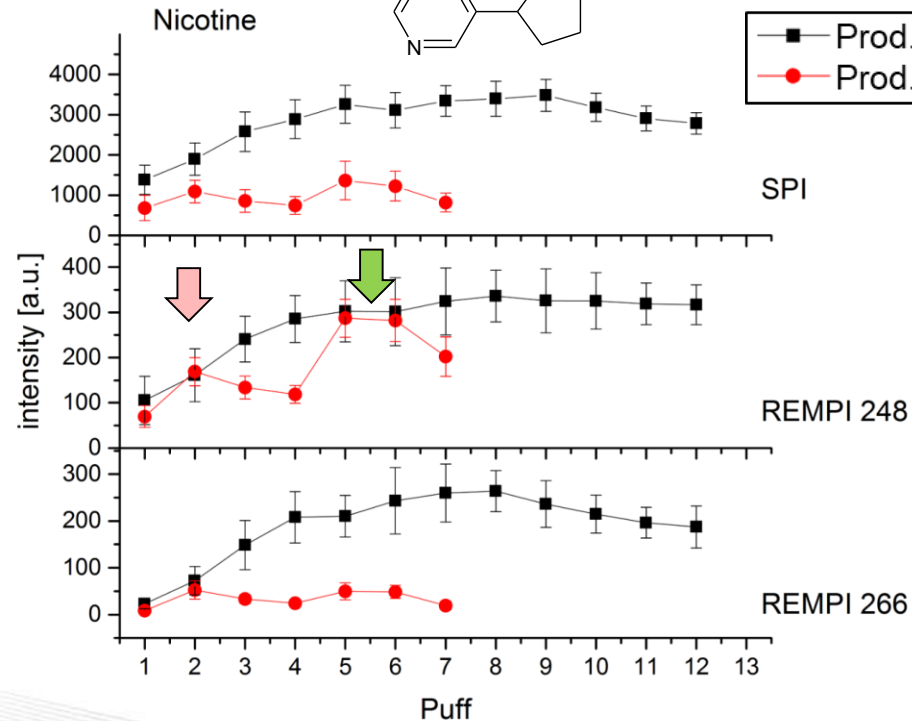 Nicotine
N
Prod.
Prod.
4000
3000
2000
1000
0
SPI
400
300
200
100
0
REMPI 248
300
200
100
0
REMPI 266
intensity [a.u.]
1 2 3 4 5 6 7 8 9 10 11 12 13
Puff